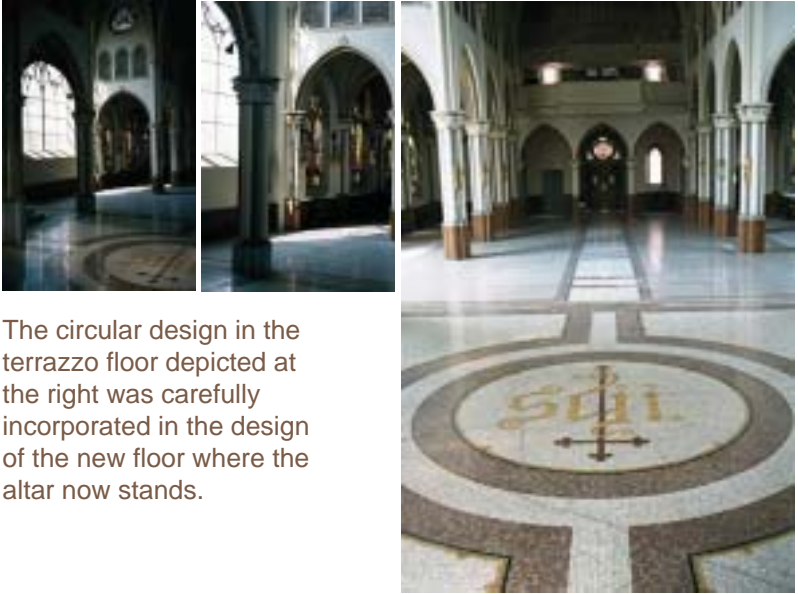 The circular design in the
terrazzo floor depicted at
the right was carefully
incorporated in the design
of the new floor where the
altar now stands.